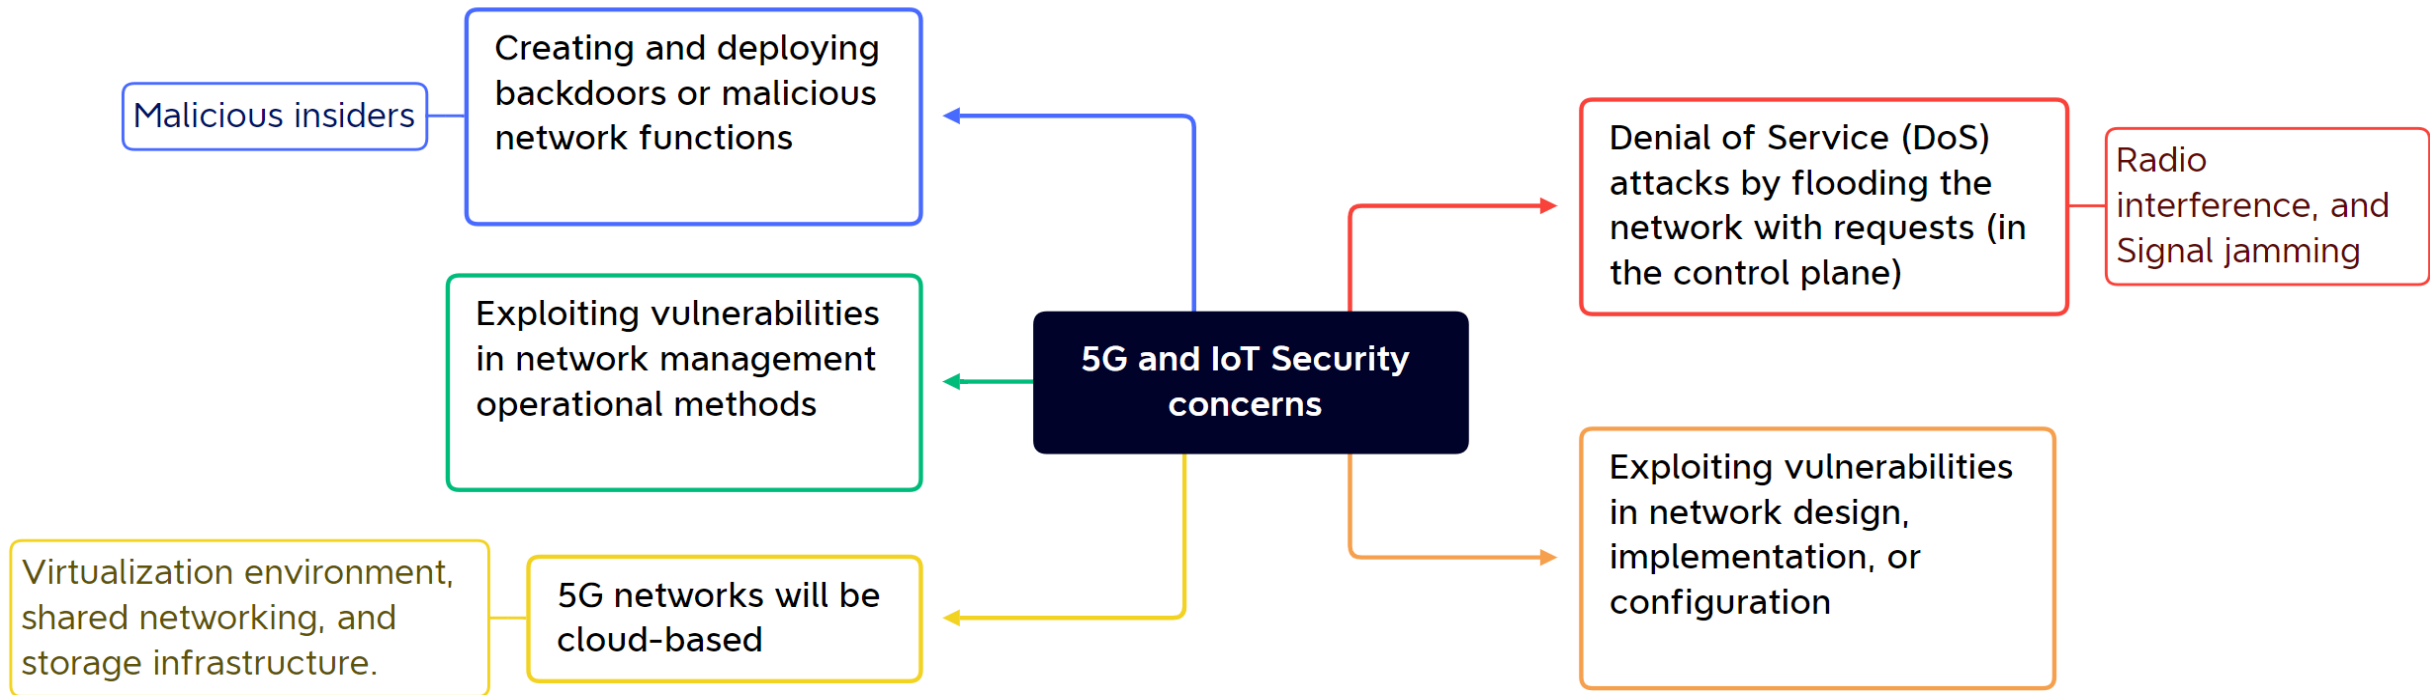 Malicious insiders
Creating and deploying
backdoors or malicious
network functions
Exploiting vulnerabilities
in network management
operational methods
Virtualization environment,
shared networking, and
storage infrastructure.
5G networks will be
cloud-based
5G and IoT Security
concerns
Denial of Service (DoS)
attacks by flooding the
network with requests (in
the control plane)
Radio
interference, and
Signal jamming
Exploiting vulnerabilities
in network design,
implementation, or
configuration